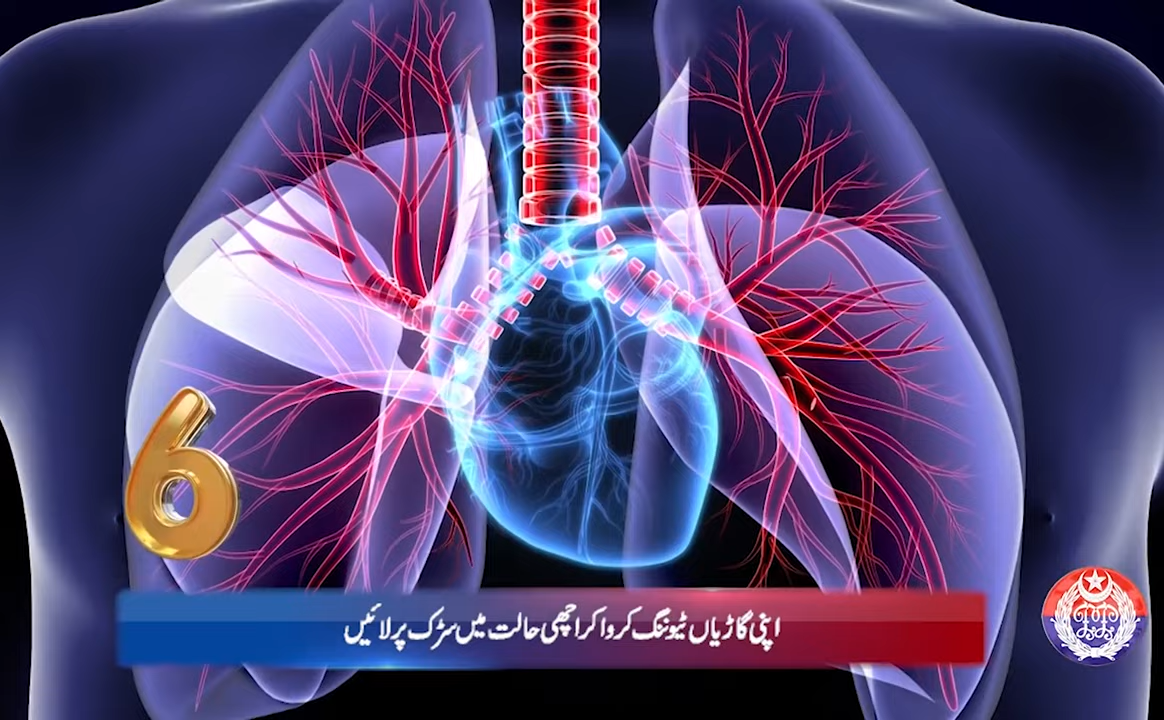 6
اپنی گاڑیاں ٹیوننگ کروا کر اچھی حالت میں سڑک پر لائیں